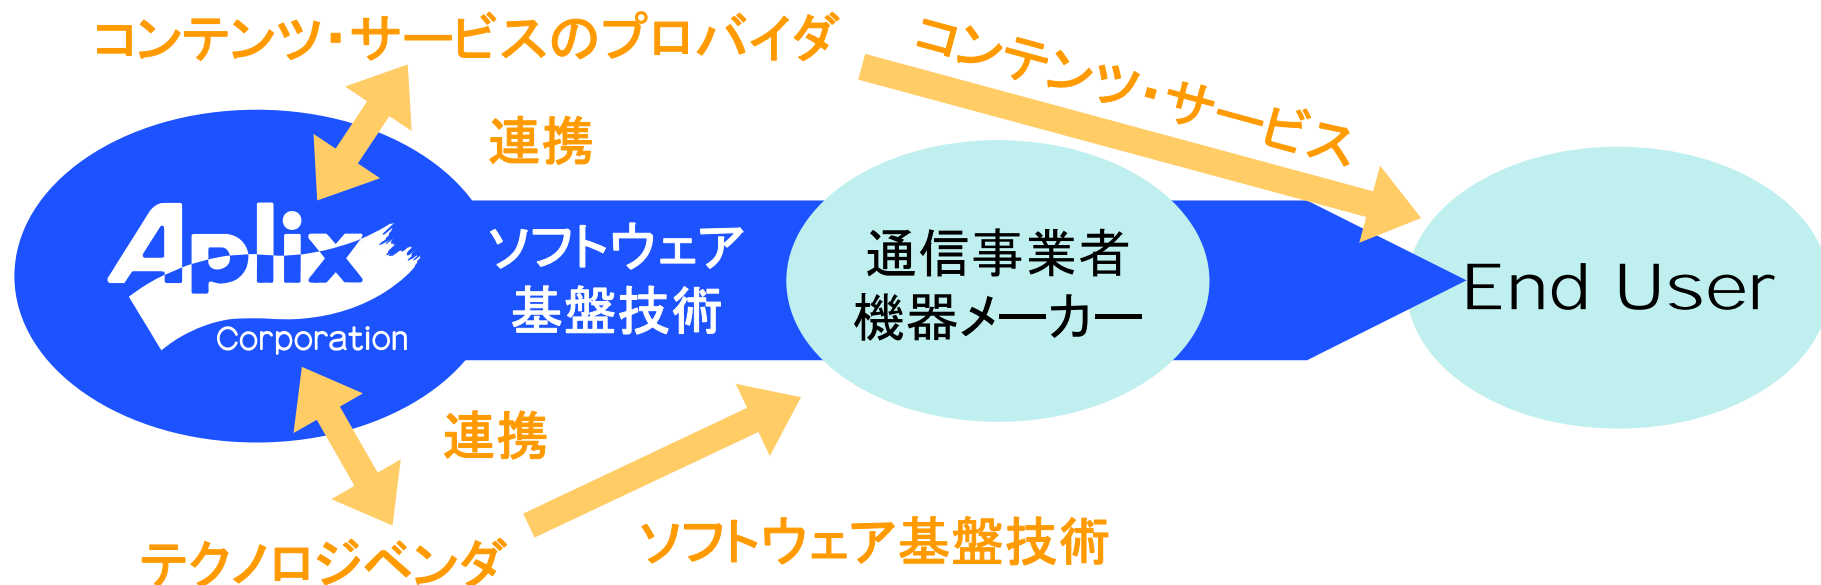 コンテンツ・サービスのプロバイダ
コンテンツ・サービス
連携
Aplix
Corporation
ソフトウェア
基盤技術
通信事業者
機器メーカー
End User
連携
テクノロジベンダ
ソフトウェア基盤技術